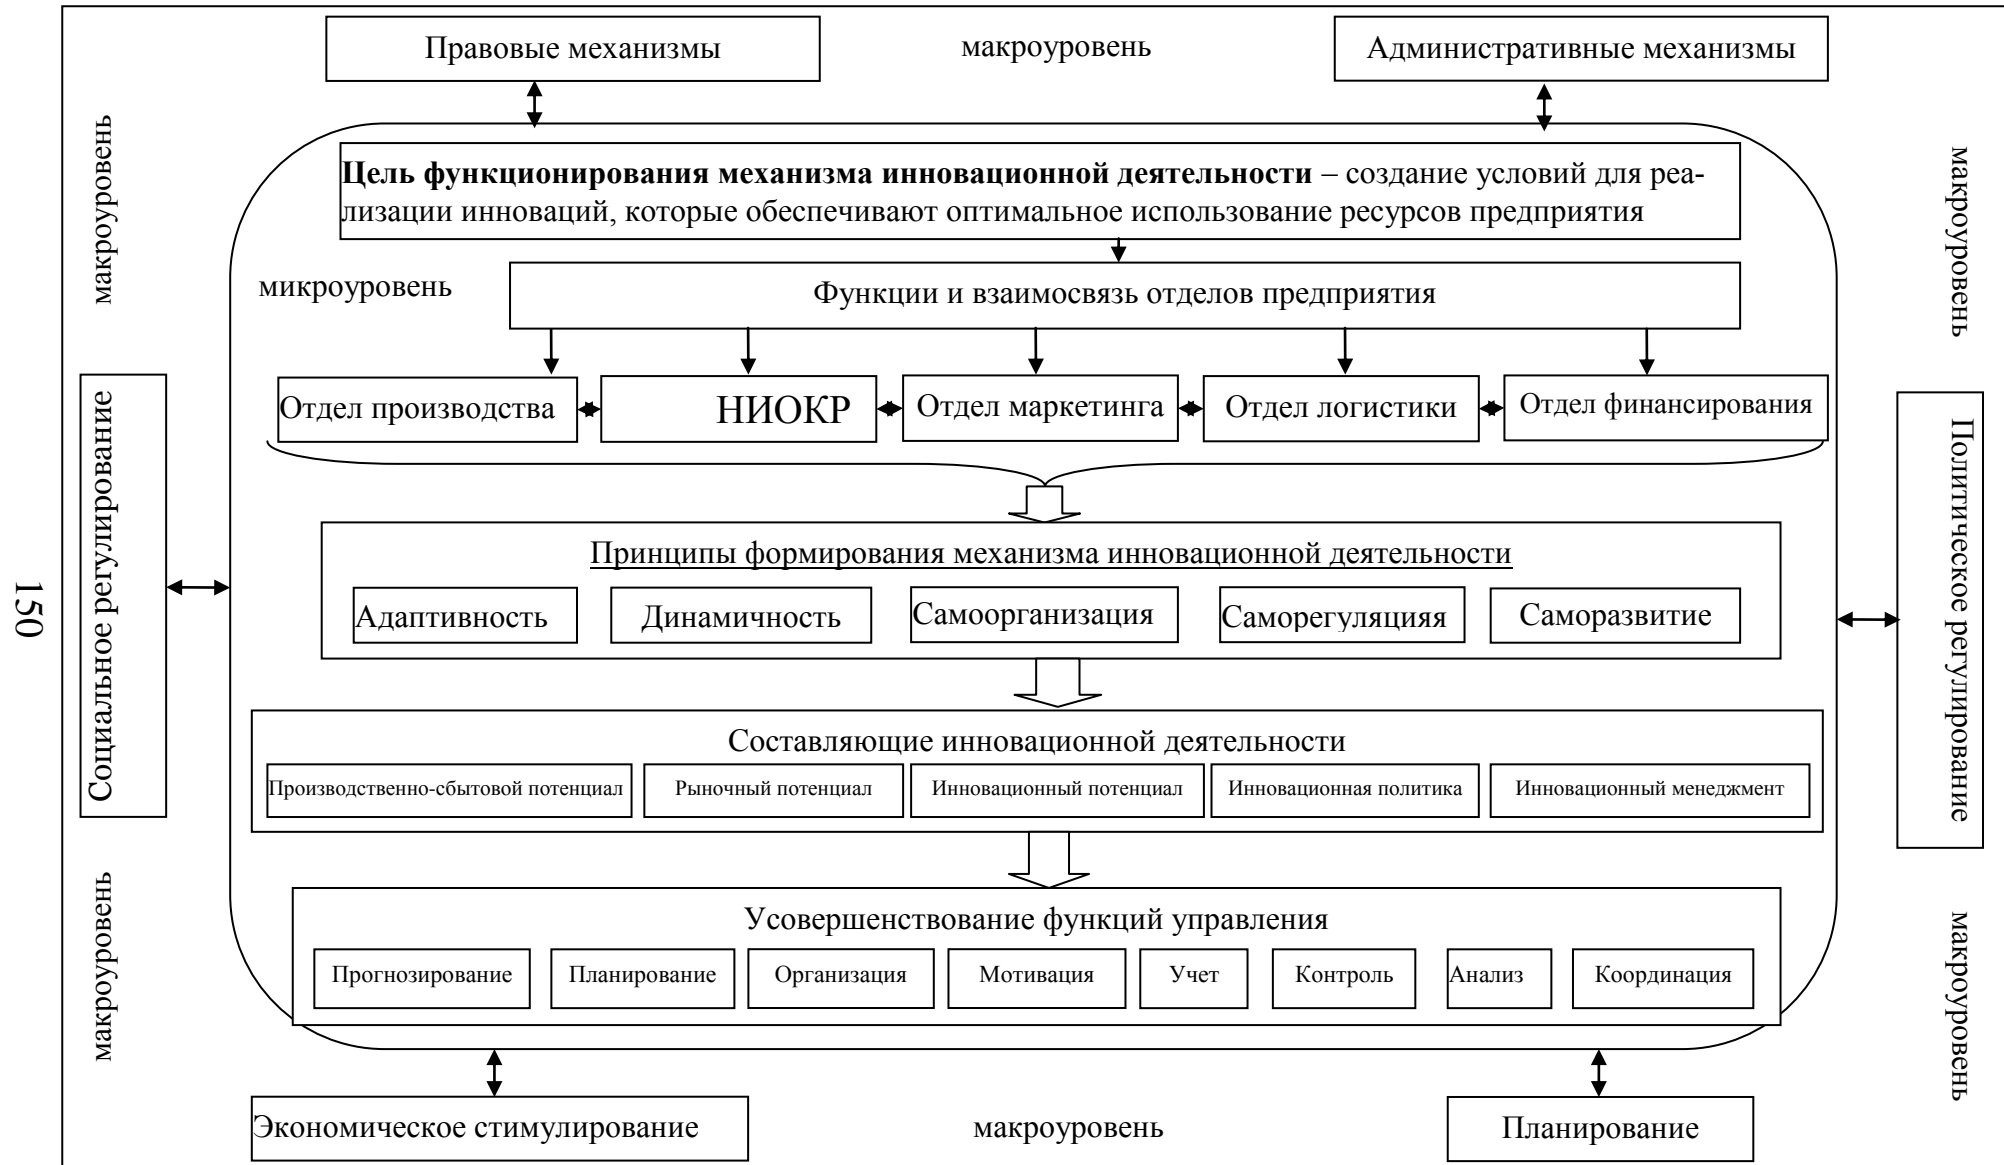 Правовые механизмы
макроуровень
Административные механизмы
макроуровень
макроуровень
Цель функционирования механизма инновационной деятельности – создание условий для реа-
лизации инноваций, которые обеспечивают оптимальное использование ресурсов предприятия
микроуровень
Функции и взаимосвязь отделов предприятия
Отдел производства
НИОКР
Отдел маркетинга
Отдел логистики
Отдел финансирования
Социальное регулирование
Политическое регулирование
150
Принципы формирования механизма инновационной деятельности
Адаптивность
Динамичность
Самоорганизация
Саморегуляцияя
Саморазвитие
Составляющие инновационной деятельности
Производственно-сбытовой потенциал
Рыночный потенциал
Инновационный потенциал
Инновационная политика
Инновационный менеджмент
Усовершенствование функций управления
Прогнозирование
Планирование
Организация
Мотивация
Учет
Контроль
Анализ
Координация
макроуровень
макроуровень
Экономическое стимулирование
макроуровень
Планирование